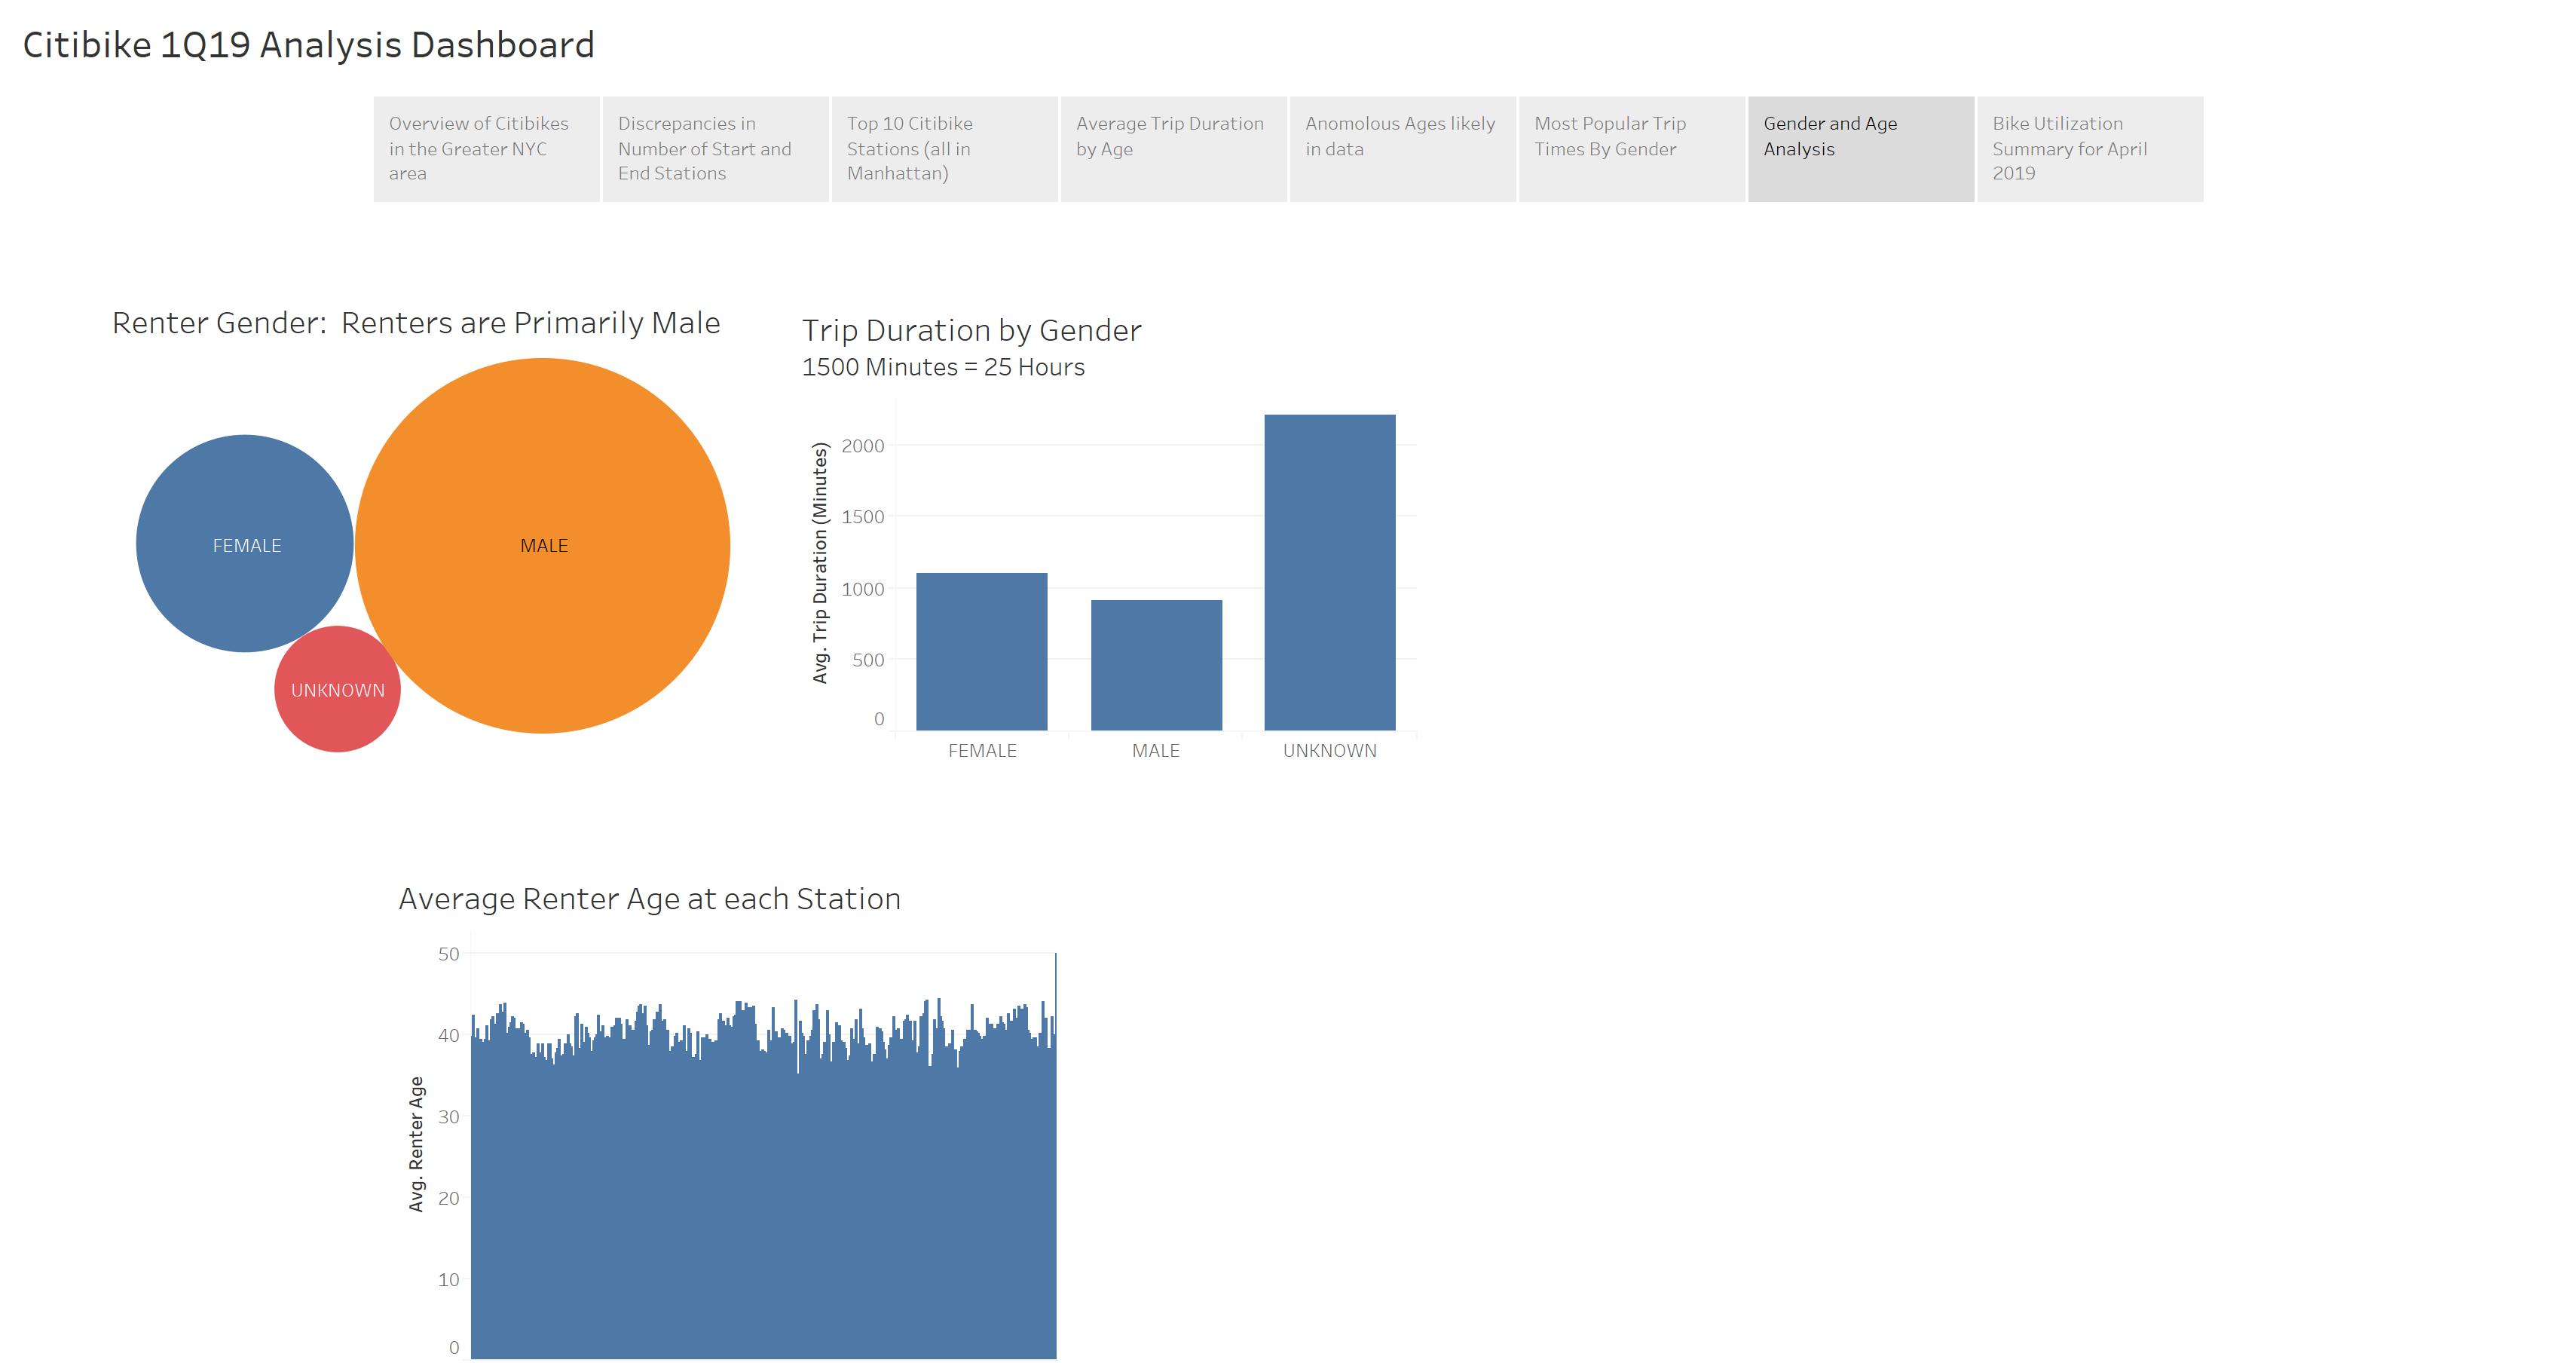 Citibike 1Q19 Analysis Dashboard
Overview of Citibikes
in the Greater NYC
area
Discrepancies in
Number of Start and
End Stations
Top 10 Citibike
Stations (all in
Manhattan)
Average Trip Duration
by Age
Anomolous Ages likely
in data
Most Popular Trip
Times By Gender
Gender and Age
Analysis
Bike Utilization
Summary for April
2019
Renter Gender:  Renters are Primarily Male
FEMALE
MALE
UNKNOWN
Trip Duration by Gender
1500 Minutes = 25 Hours
Avg. Trip Duration (Minutes)
2000
1500
1000
500
0
FEMALE
MALE
UNKNOWN
Average Renter Age at each Station
Avg. Renter Age
50
40
30
20
10
0